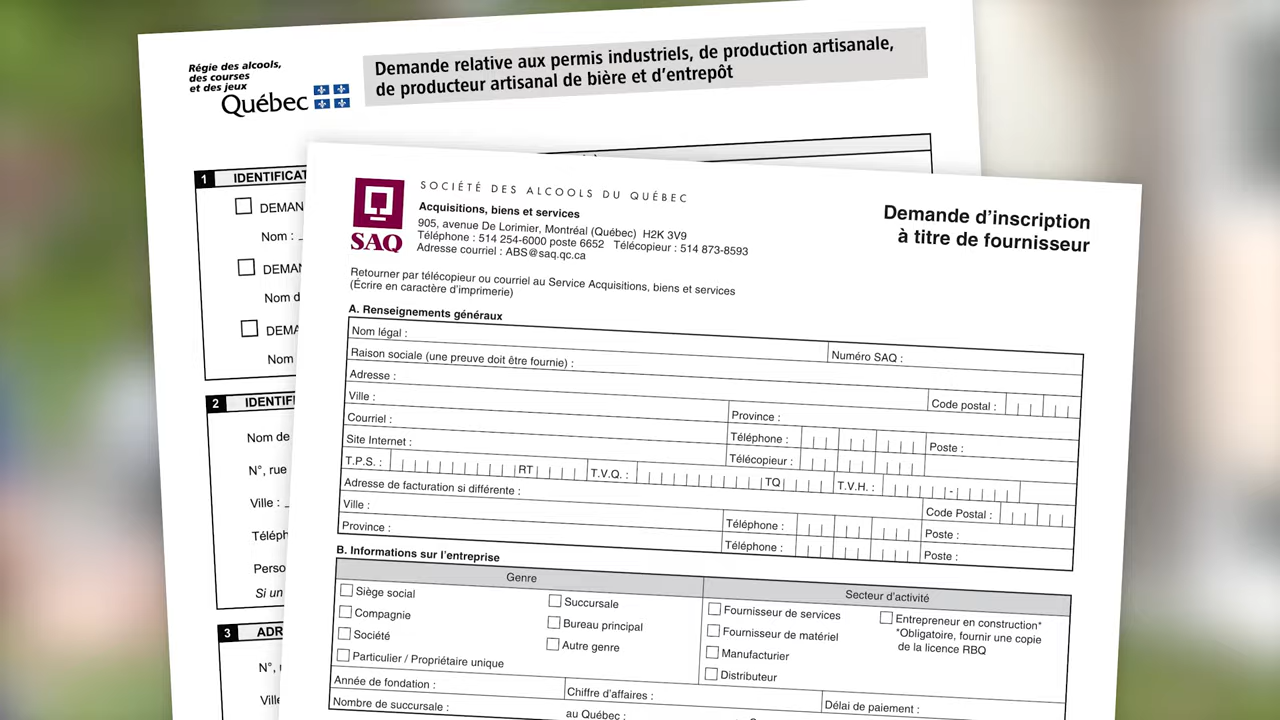 Régie des alcools,
des courses
et des jeux
Québec
Demande relative aux permis industriels, de production artisanale,
de producteur artisanal de bière et d'entrepôt
1 IDENTIFICAT
DEMAN
Nom :
DEMAN
Nom d
DEMA
Nom
2 IDENTIFI
Nom de
N°, rue
Ville :
Téléph
Perso
Si un
3 ADR
N°,
Ville
SOCIÉTÉ DES ALCOOLS DU QUÉBEC
SAQ
Acquisitions, biens et services
905, avenue De Lorimier, Montréal (Québec) H2K 3V9
Téléphone : 514 254-6000 poste 6652 Télécopieur : 514 873-8593
Adresse courriel : ABS@saq.qc.ca
Demande d'inscription
à titre de fournisseur
Retourner par télécopieur ou courriel au Service Acquisitions, biens et services
(Écrire en caractère d'imprimerie)
A. Renseignements généraux
Nom légal :
Numéro SAQ :
Raison sociale (une preuve doit être fournie) :
Adresse :
Code postal :
Ville :
Province :
Courriel :
Téléphone :
Poste :
Site Internet :
Télécopieur :
T.P.S. : RT T.V.Q. : TQ T.V.H. : -
Adresse de facturation si différente :
Code Postal :
Ville :
Téléphone :
Poste :
Province :
Téléphone :
Poste :
B. Informations sur l'entreprise
Genre
Secteur d'activité
Siège social
Succursale
Fournisseur de services
Entrepreneur en construction*
Compagnie
Bureau principal
Fournisseur de matériel
*Obligatoire, fournir une copie
de la licence RBQ
Société
Autre genre
Manufacturier
Particulier / Propriétaire unique
Distributeur
Année de fondation :
Chiffre d'affaires :
Délai de paiement :
Nombre de succursale :
au Québec :